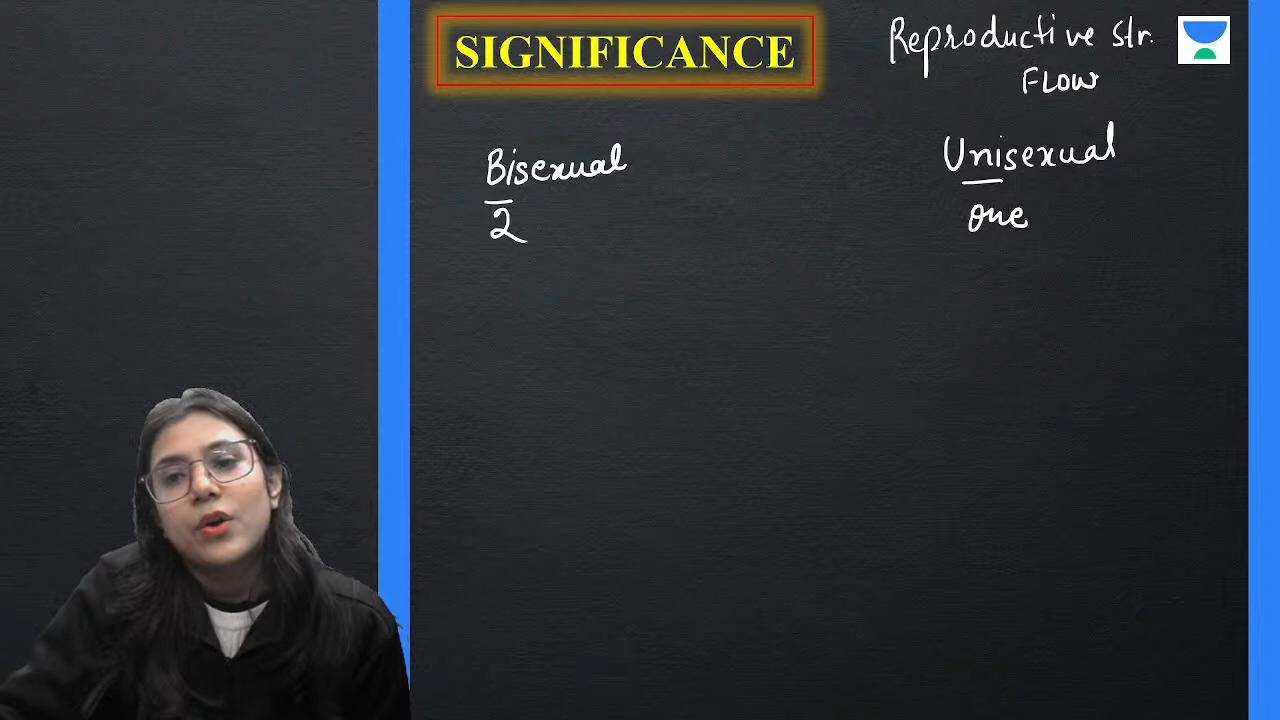 SIGNIFICANCE
Reproductive Str.
FLOW
Bisexual
2
Unisexual
one